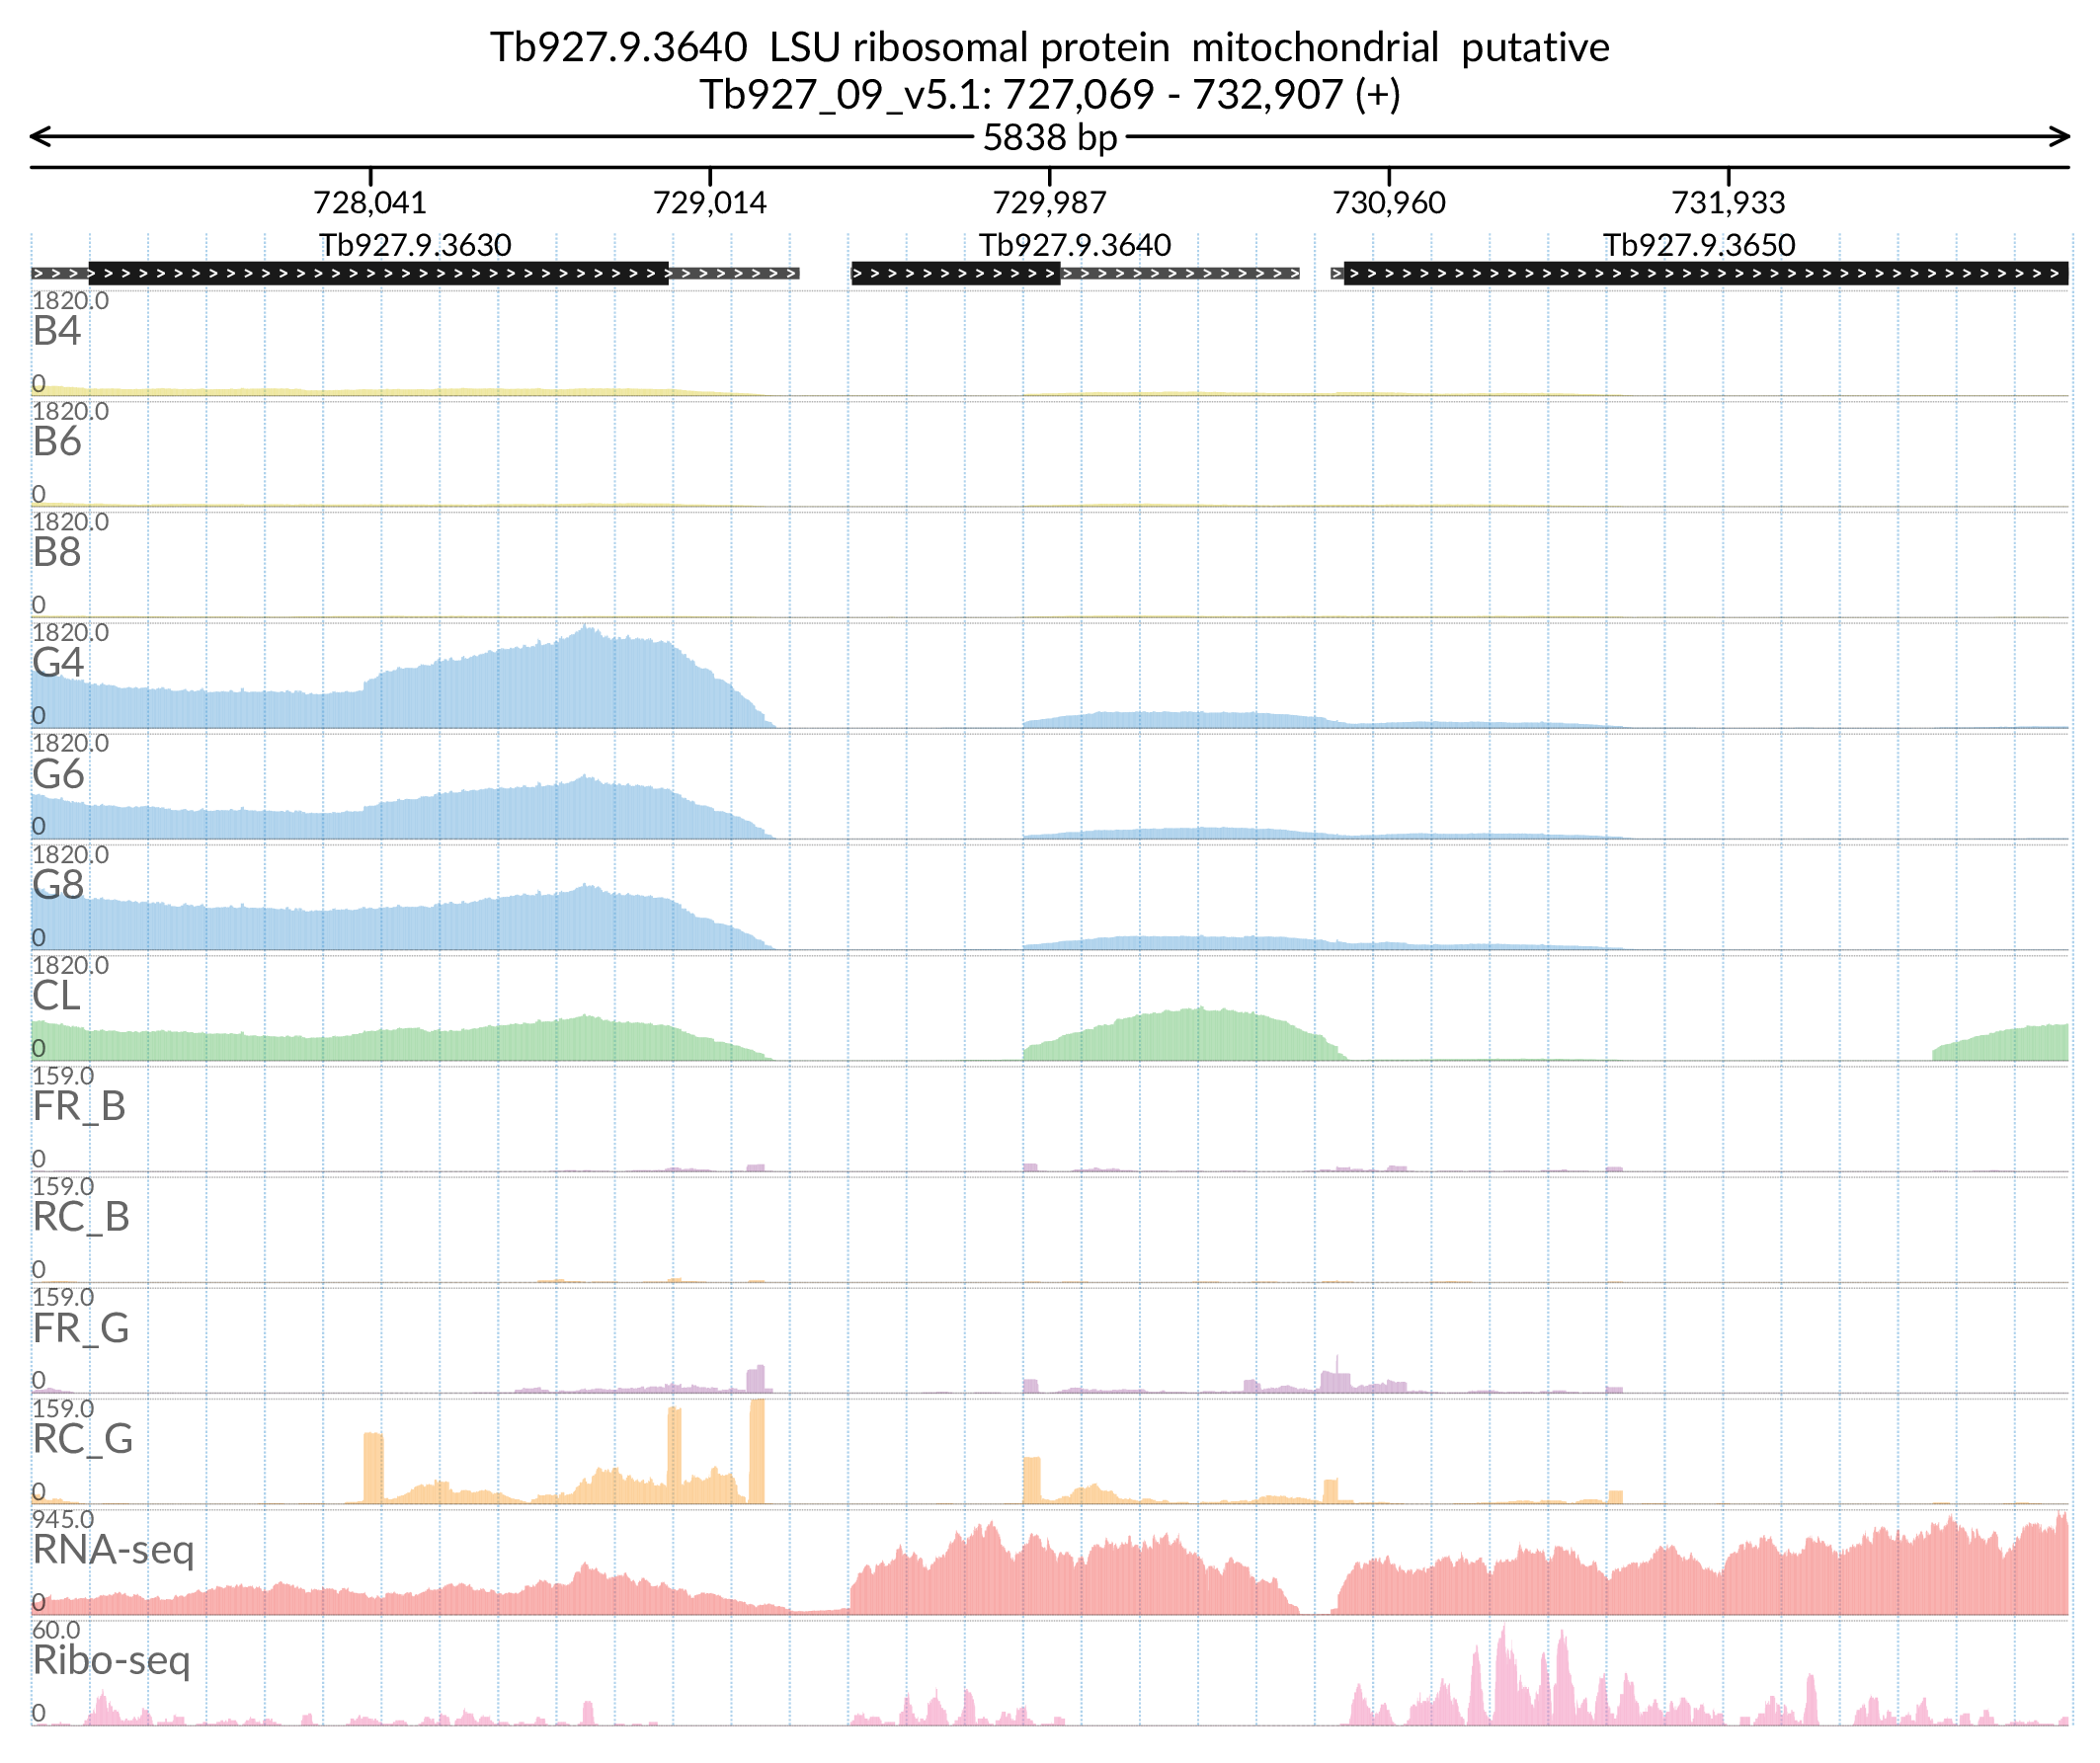 Tb927.9.3640  LSU ribosomal protein  mitochondrial  putative
Tb927_09_v5.1: 727,069 - 732,907 (+)
5838 bp
728,041 729,014 729,987 730,960 731,933
Tb927.9.3630 Tb927.9.3640 Tb927.9.3650
1820.0
B4
0
1820.0
B6
0
1820.0
B8
0
1820.0
G4
0
1820.0
G6
0
1820.0
G8
0
1820.0
CL
0
159.0
FR_B
0
159.0
RC_B
0
159.0
FR_G
0
159.0
RC_G
0
945.0
RNA-seq
0
60.0
Ribo-seq
0